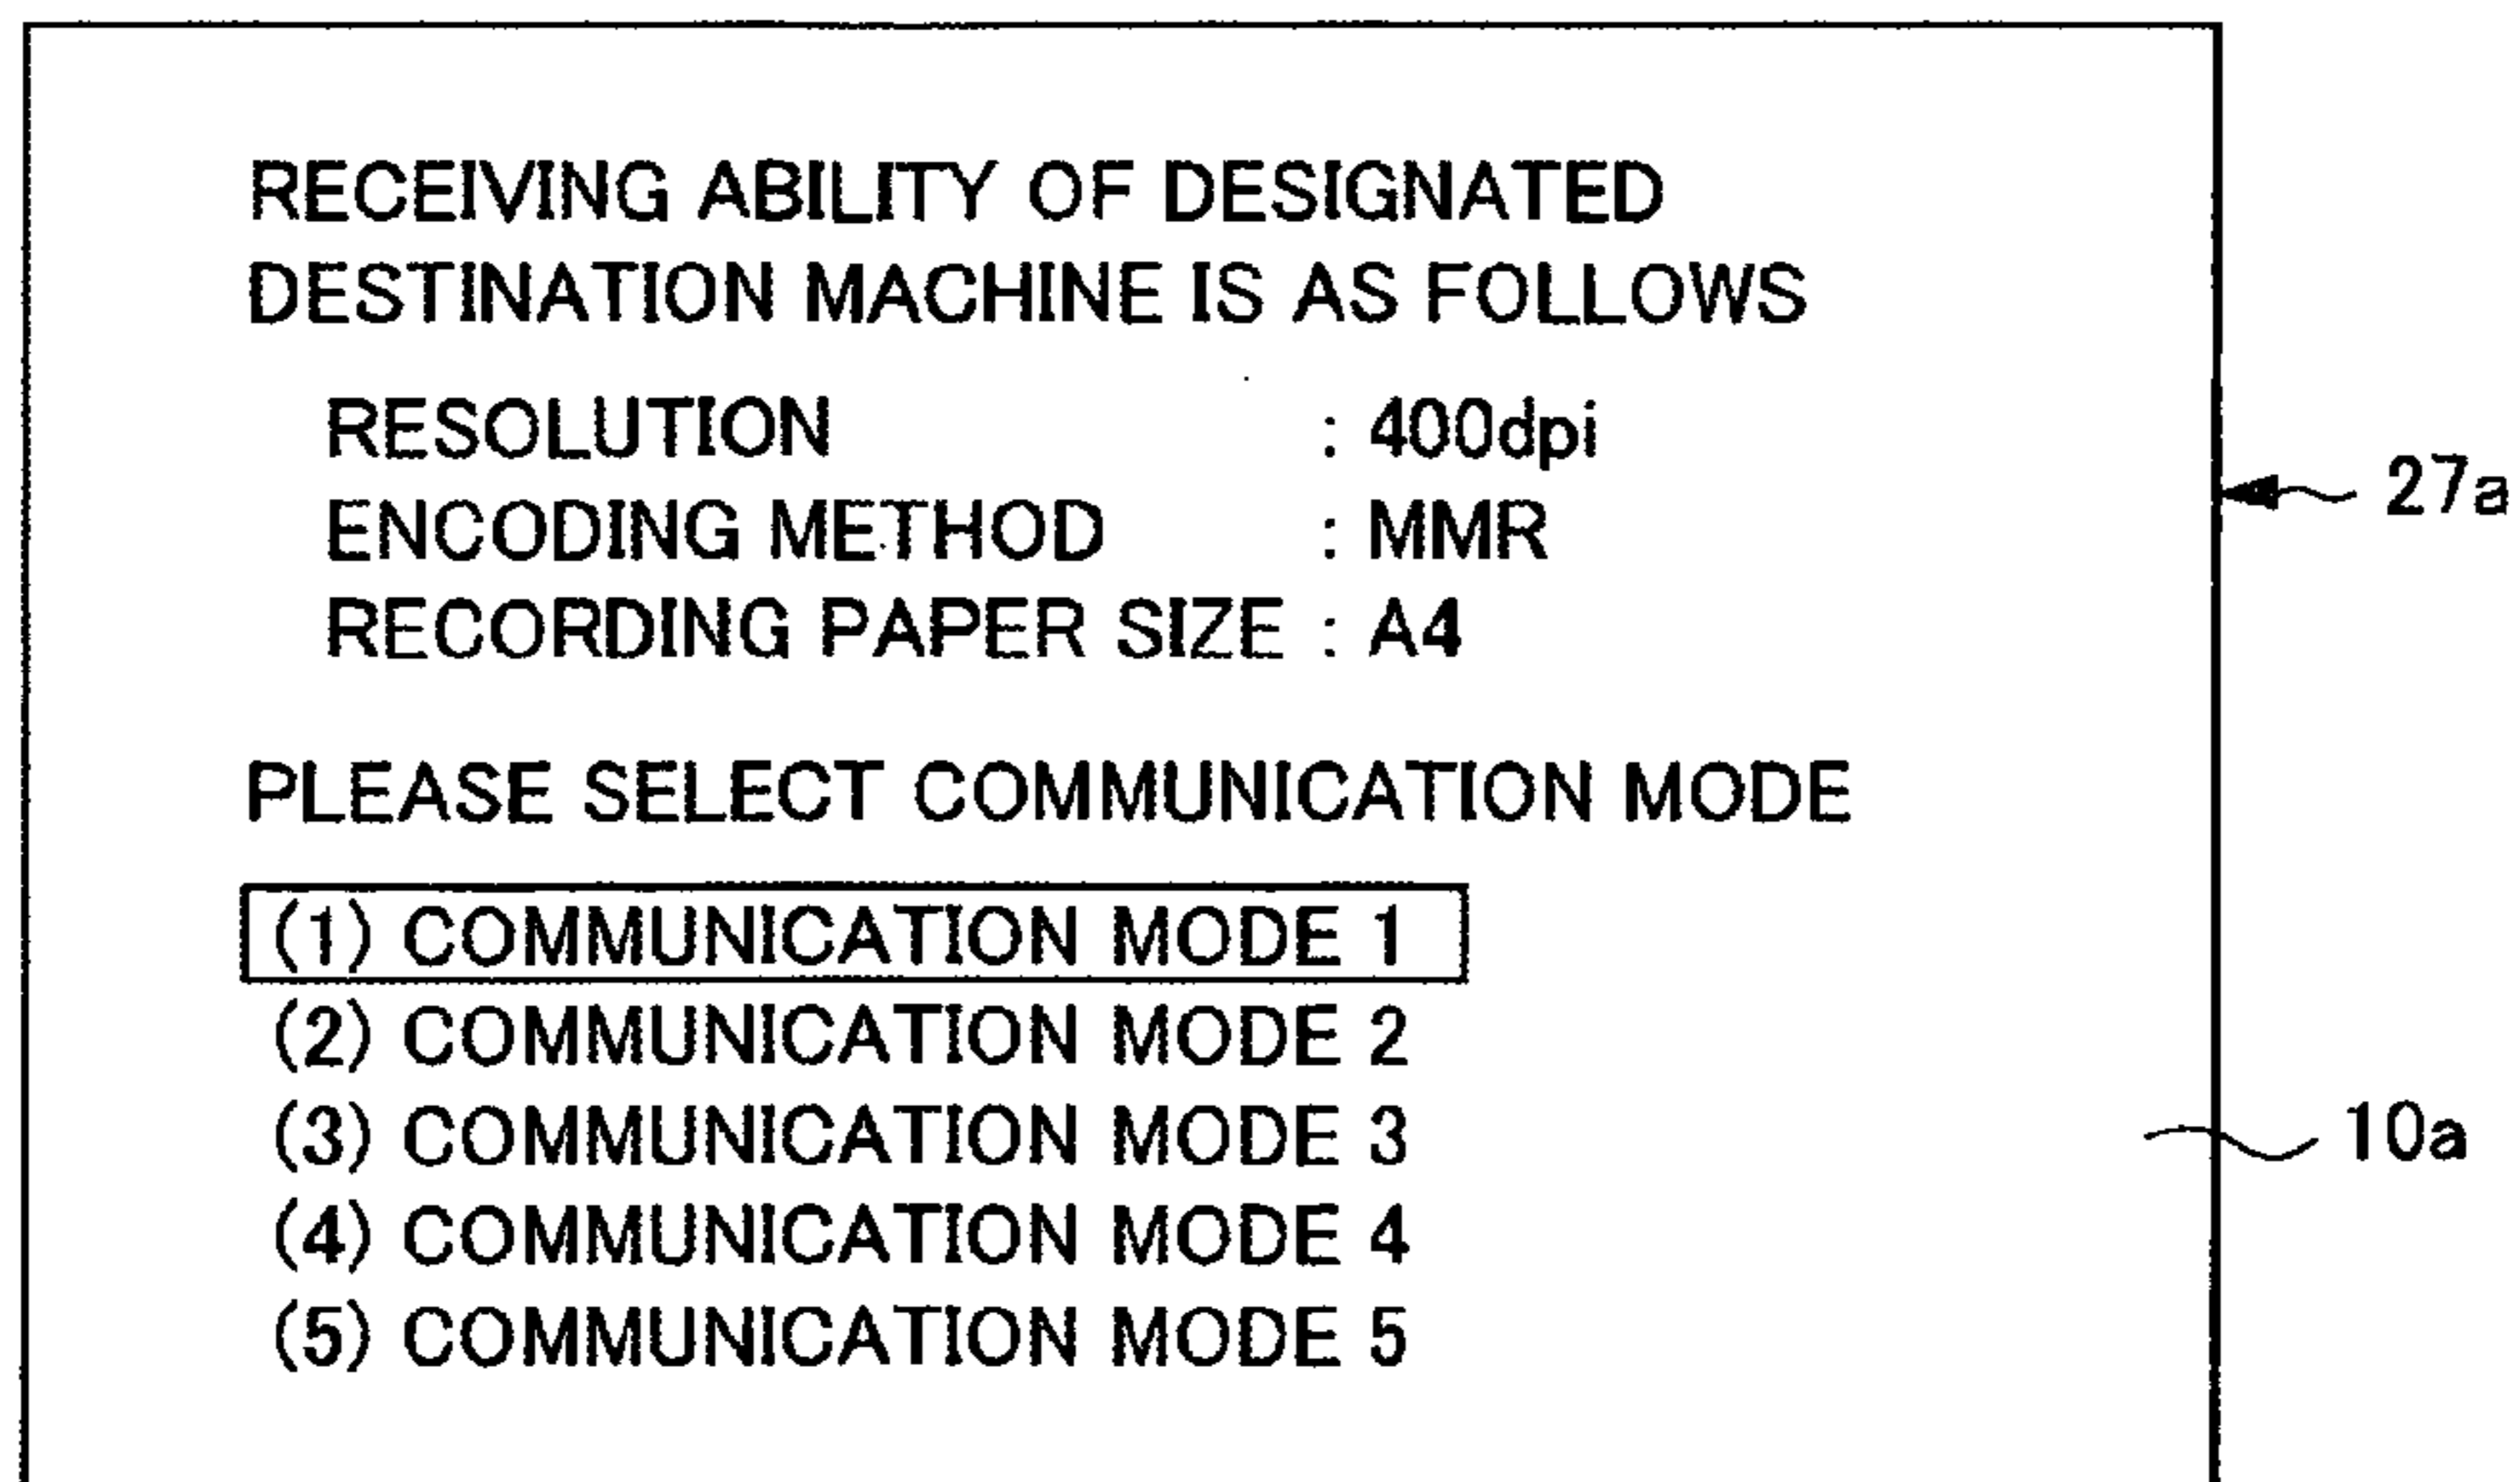 RECEIVING ABILITY OF DESIGNATED
DESTINATION MACHINE IS AS FOLLOWS
RESOLUTION : 400dpi
ENCODING METHOD : MMR
RECORDING PAPER SIZE : A4
27a
PLEASE SELECT COMMUNICATION MODE
(1) COMMUNICATION MODE 1
(2) COMMUNICATION MODE 2
(3) COMMUNICATION MODE 3
10a
(4) COMMUNICATION MODE 4
(5) COMMUNICATION MODE 5